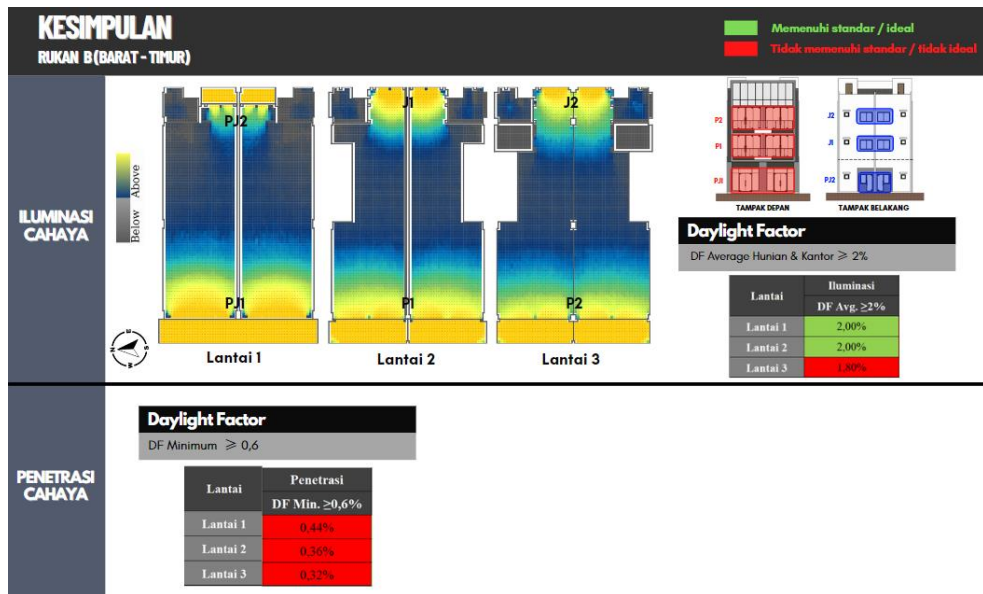 KESIMPULAN
RUKAN B (BARAT - TIMUR)
Memenuhi standar / ideal
Tidak memenuhi standar / tidak ideal
ILUMINASI
CAHAYA
Above
Below
PJ2
J1
J2
PJ1
P1
P2
Lantai 1
Lantai 2
Lantai 3
P2
P1
PJ1
J2
J1
PJ2
TAMPAK DEPAN
TAMPAK BELAKANG
Daylight Factor
DF Average Hunian & Kantor ⩾ 2%
Lantai
Iluminasi
DF Avg. ≥2%
Lantai 1 2,00%
Lantai 2 2,00%
Lantai 3 1,80%
PENETRASI
CAHAYA
Daylight Factor
DF Minimum ⩾ 0,6
Lantai
Penetrasi
DF Min. ≥0,6%
Lantai 1 0,44%
Lantai 2 0,36%
Lantai 3 0,32%